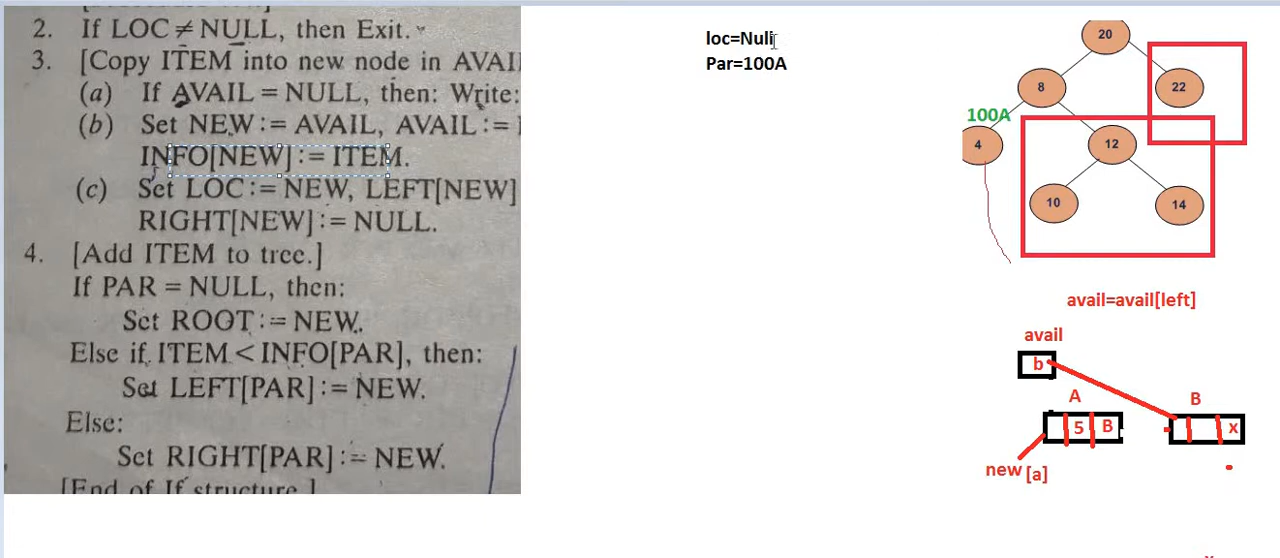 2. If LOC ≠ NULL, then Exit.
3. [Copy ITEM into new node in AVAI
(a) If AVAIL = NULL, then: Write:
(b) Set NEW := AVAIL, AVAIL :=
INFO[NEW] := ITEM.
(c) Set LOC := NEW, LEFT[NEW]
RIGHT[NEW] := NULL.
4. [Add ITEM to tree.]
If PAR = NULL, then:
Set ROOT := NEW.
Else if ITEM < INFO[PAR], then:
Set LEFT[PAR] := NEW.
Else:
Set RIGHT[PAR] := NEW.
[End of If structure.]
loc=Null
Par=100A
20
8
22
100A
4
12
10
14
avail=avail[left]
avail
b
A
B
5
B
x
new [a]